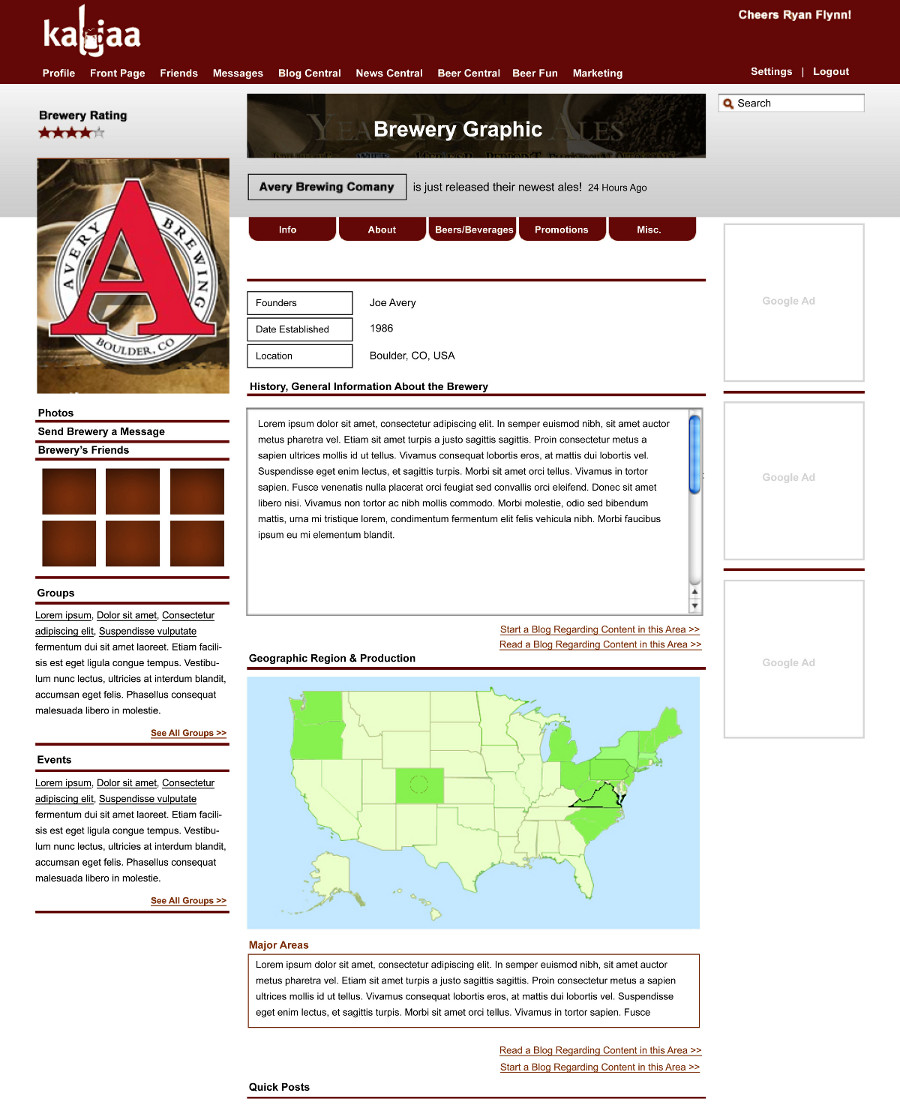 kaljaa
Cheers Ryan Flynn!
Profile Front Page Friends Messages Blog Central News Central Beer Central Beer Fun Marketing
Settings | Logout
Search
Brewery Rating
Brewery Graphic
Avery Brewing Comany is just released their newest ales! 24 Hours Ago
Info About Beers/Beverages Promotions Misc.
AVERY BREWING
A
BOULDER, CO
Photos
Send Brewery a Message
Brewery's Friends
Groups
Lorem ipsum, Dolor sit amet, Consectetur
adipiscing elit, Suspendisse vulputate
fermentum dui sit amet laoreet. Etiam facili-
sis est eget ligula congue tempus. Vestibu-
lum nunc lectus, ultricies at interdum blandit,
accumsan eget felis. Phasellus consequat
malesuada libero in molestie.
See All Groups >>
Events
Lorem ipsum, Dolor sit amet, Consectetur
adipiscing elit, Suspendisse vulputate
fermentum dui sit amet laoreet. Etiam facili-
sis est eget ligula congue tempus. Vestibu-
lum nunc lectus, ultricies at interdum blandit,
accumsan eget felis. Phasellus consequat
malesuada libero in molestie.
See All Groups >>
Founders Joe Avery
Date Established 1986
Location Boulder, CO, USA
History, General Information About the Brewery
Lorem ipsum dolor sit amet, consectetur adipiscing elit. In semper euismod nibh, sit amet auctor
metus pharetra vel. Etiam sit amet turpis a justo sagittis sagittis. Proin consectetur metus a
sapien ultricies mollis id ut tellus. Vivamus consequat lobortis eros, at mattis dui lobortis vel.
Suspendisse eget enim lectus, et sagittis turpis. Morbi sit amet orci tellus. Vivamus in tortor
sapien. Fusce venenatis nulla placerat orci feugiat sed convallis orci eleifend. Donec sit amet
libero nisi. Vivamus non tortor ac nibh mollis commodo. Morbi molestie, odio sed bibendum
mattis, urna mi tristique lorem, condimentum fermentum elit felis vehicula nibh. Morbi faucibus
ipsum eu mi elementum blandit.
Start a Blog Regarding Content in this Area >>
Read a Blog Regarding Content in this Area >>
Geographic Region & Production
Major Areas
Lorem ipsum dolor sit amet, consectetur adipiscing elit. In semper euismod nibh, sit amet auctor
metus pharetra vel. Etiam sit amet turpis a justo sagittis sagittis. Proin consectetur metus a sapien
ultrices mollis id ut tellus. Vivamus consequat lobortis eros, at mattis dui lobortis vel. Suspendisse
eget enim lectus, et sagittis turpis. Morbi sit amet orci tellus. Vivamus in tortor sapien. Fusce
Read a Blog Regarding Content in this Area >>
Start a Blog Regarding Content in this Area >>
Quick Posts
Google Ad
Google Ad
Google Ad